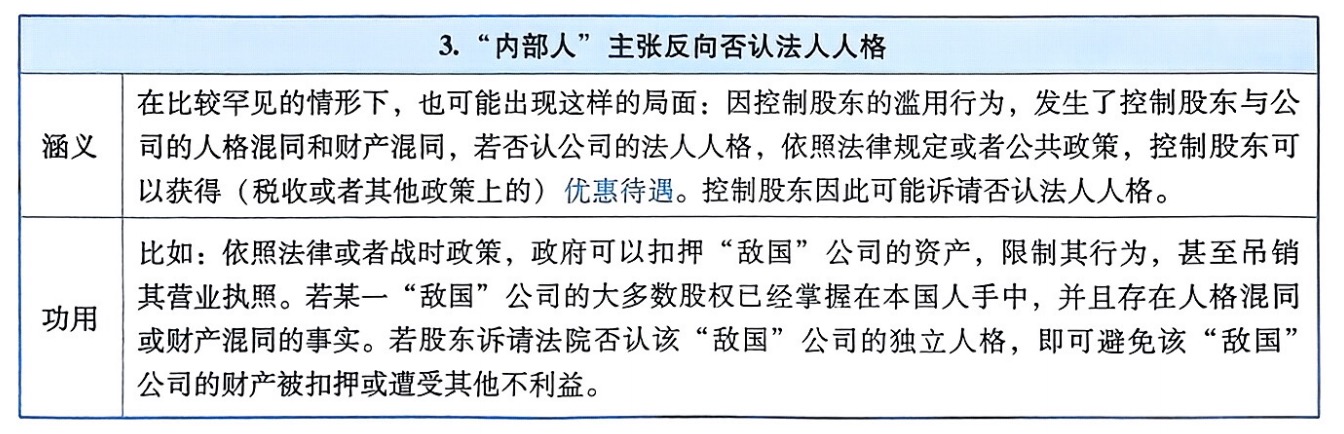 3.“内部人”主张反向否认法人人格
涵义
在比较罕见的情形下，也可能出现这样的局面：因控制股东的滥用行为，发生了控制股东与公
司的人格混同和财产混同，若否认公司的法人人格，依照法律规定或者公共政策，控制股东可
以获得（税收或者其他政策上的）优惠待遇。控制股东因此可能诉请否认法人人格。
功用
比如：依照法律或者战时政策，政府可以扣押“敌国”公司的资产，限制其行为，甚至吊销
其营业执照。若某一“敌国”公司的大多数股权已经掌握在本国人手中，并且存在人格混同
或财产混同的事实。若股东诉请法院否认该“敌国”公司的独立人格，即可避免该“敌国”
公司的财产被扣押或遭受其他不利益。